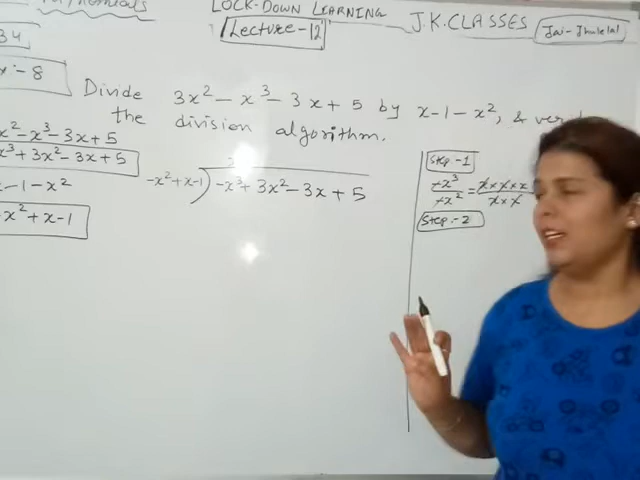 LOCK-DOWN LEARNING
Lecture-12
J.K.CLASSES
Jai-Jhulelal
34
x - 8
Divide 3x² - x³ - 3x + 5 by x-1-x², &
the division algorithm.
x² - x³ - 3x + 5
x³ + 3x² - 3x + 5
x - 1 - x²
x² + x - 1
-x² + x - 1 ) -x³ + 3x² - 3x + 5
Step-1
-x³/-x² = x × x × x / x × x
Step-2